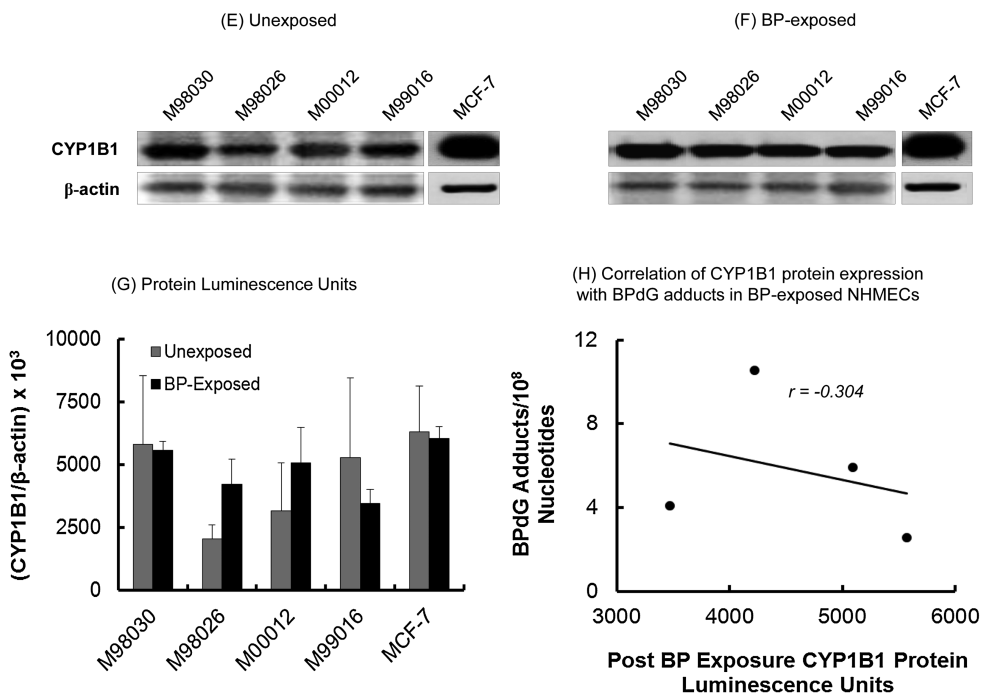 (E) Unexposed
M98030 M98026 M00012 M99016 MCF-7
CYP1B1
β-actin
(F) BP-exposed
M98030 M98026 M00012 M99016 MCF-7
(G) Protein Luminescence Units
(CYP1B1/β-actin) x 10³
10000
7500
5000
2500
0
Unexposed
BP-Exposed
M98030 M98026 M00012 M99016 MCF-7
(H) Correlation of CYP1B1 protein expression
with BPdG adducts in BP-exposed NHMECs
BPdG Adducts/10⁸
Nucleotides
12
8
4
0
r = -0.304
3000 4000 5000 6000
Post BP Exposure CYP1B1 Protein
Luminescence Units